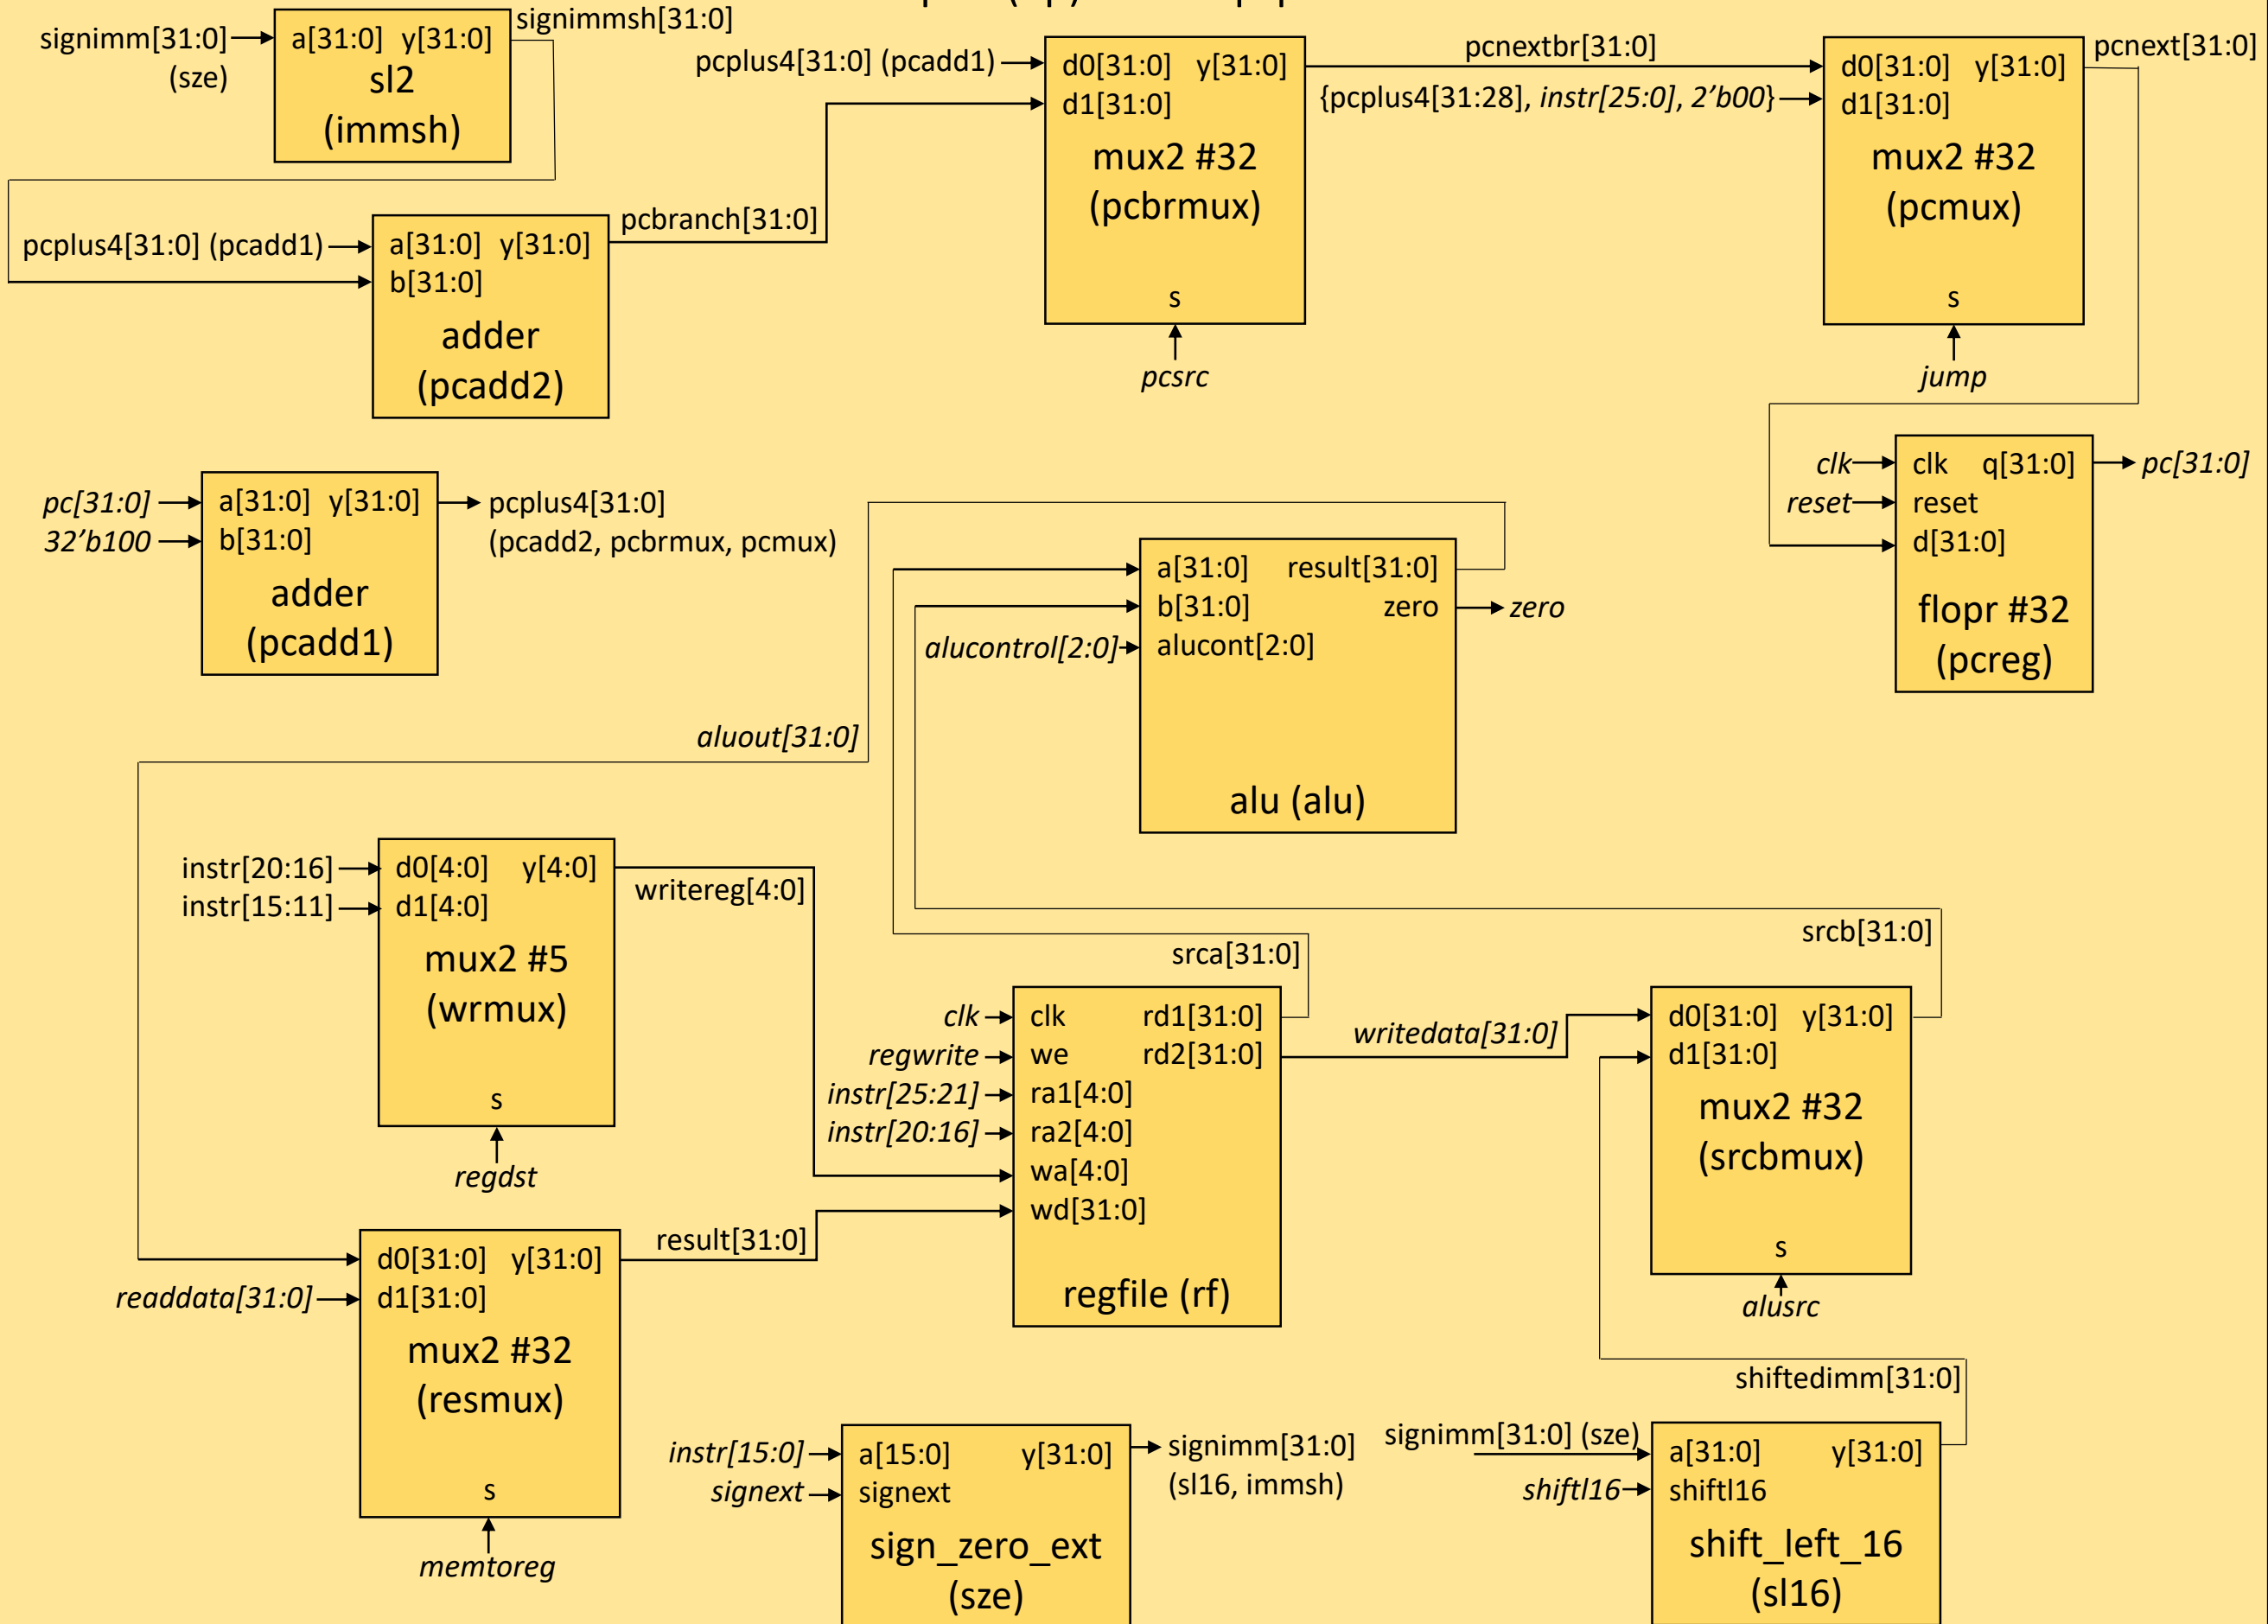 signimm[31:0]
(sze)
a[31:0] y[31:0]
sl2
(immsh)
signimmsh[31:0]
pcplus4[31:0] (pcadd1)
d0[31:0] y[31:0]
d1[31:0]
mux2 #32
(pcbrmux)
s
pcsrc
pcnextbr[31:0]
{pcplus4[31:28], instr[25:0], 2’b00}
d0[31:0] y[31:0]
d1[31:0]
mux2 #32
(pcmux)
s
jump
pcnext[31:0]
pcplus4[31:0] (pcadd1)
a[31:0] y[31:0]
b[31:0]
adder
(pcadd2)
pcbranch[31:0]
clk
reset
clk q[31:0]
reset
d[31:0]
flopr #32
(pcreg)
pc[31:0]
pc[31:0]
32’b100
a[31:0] y[31:0]
b[31:0]
adder
(pcadd1)
pcplus4[31:0]
(pcadd2, pcbrmux, pcmux)
alucontrol[2:0]
a[31:0] result[31:0]
b[31:0] zero
alucont[2:0]
alu (alu)
zero
aluout[31:0]
instr[20:16]
instr[15:11]
d0[4:0] y[4:0]
d1[4:0]
mux2 #5
(wrmux)
s
regdst
writereg[4:0]
srca[31:0]
srcb[31:0]
clk
regwrite
instr[25:21]
instr[20:16]
clk rd1[31:0]
we rd2[31:0]
ra1[4:0]
ra2[4:0]
wa[4:0]
wd[31:0]
regfile (rf)
writedata[31:0]
d0[31:0] y[31:0]
d1[31:0]
mux2 #32
(srcbmux)
s
alusrc
readdata[31:0]
d0[31:0] y[31:0]
d1[31:0]
mux2 #32
(resmux)
s
memtoreg
result[31:0]
shiftedimm[31:0]
instr[15:0]
signext
a[15:0] y[31:0]
signext
sign_zero_ext
(sze)
signimm[31:0]
(sl16, immsh)
signimm[31:0] (sze)
shiftl16
a[31:0] y[31:0]
shiftl16
shift_left_16
(sl16)